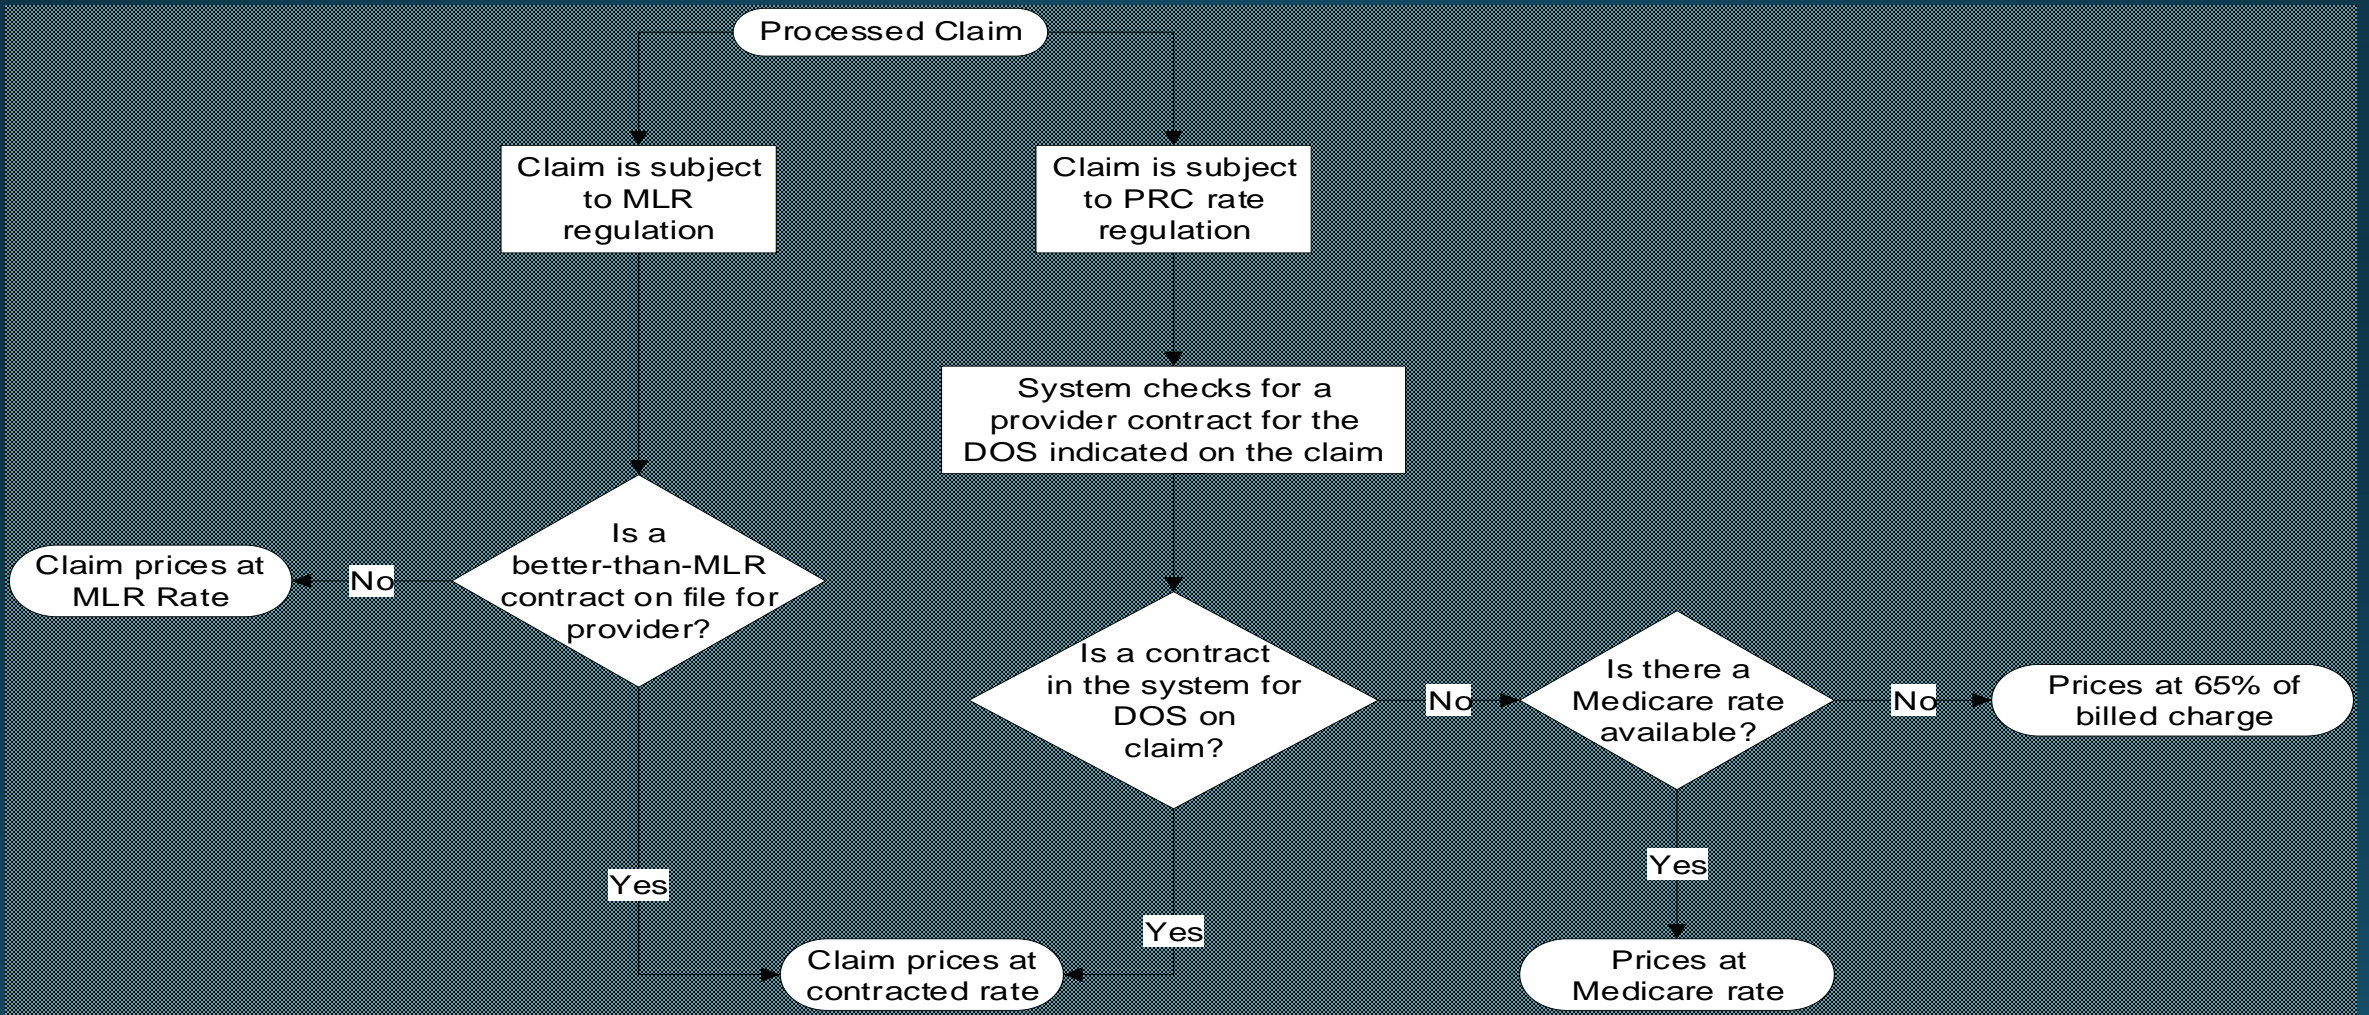 Processed Claim
Claim is subject
to MLR
regulation
Claim is subject
to PRC rate
regulation
System checks for a
provider contract for the
DOS indicated on the claim
Is a
better-than-MLR
contract on file for
provider?
No
Claim prices at
MLR Rate
Is a contract
in the system for
DOS on
claim?
No
Is there a
Medicare rate
available?
No
Prices at 65% of
billed charge
Yes
Yes
Yes
Claim prices at
contracted rate
Prices at
Medicare rate